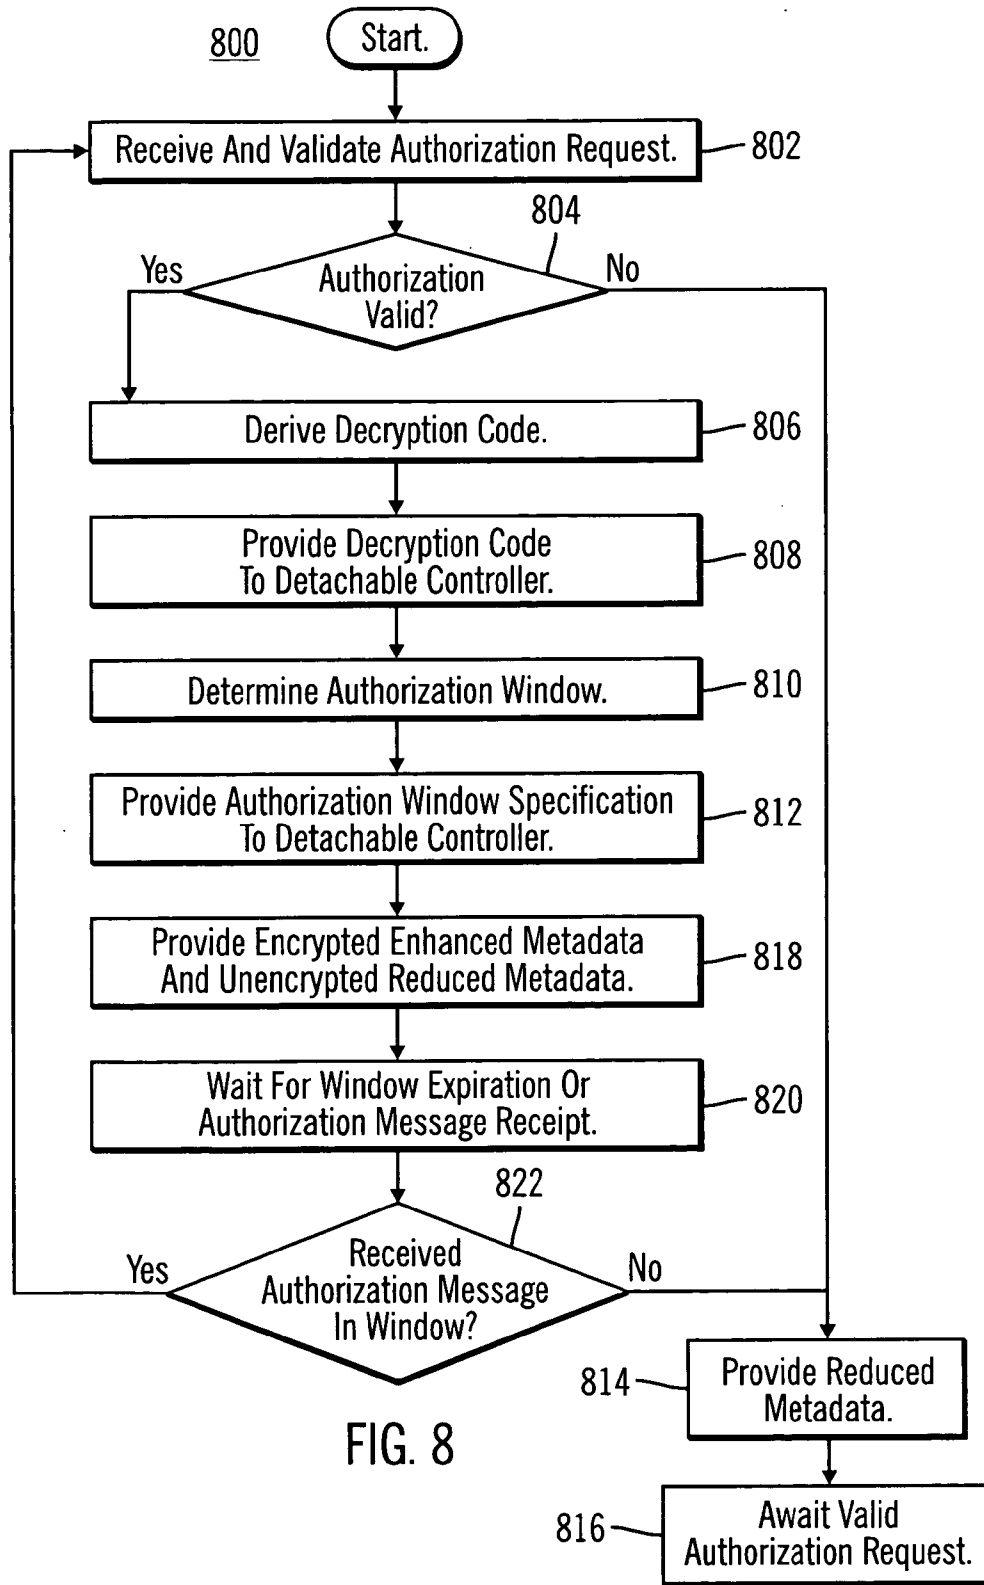 800
Start.
Receive And Validate Authorization Request.
802
804
Yes
Authorization
Valid?
No
Derive Decryption Code.
806
Provide Decryption Code
To Detachable Controller.
808
Determine Authorization Window.
810
Provide Authorization Window Specification
To Detachable Controller.
812
Provide Encrypted Enhanced Metadata
And Unencrypted Reduced Metadata.
818
Wait For Window Expiration Or
Authorization Message Receipt.
820
822
Yes
Received
Authorization Message
In Window?
No
814
Provide Reduced
Metadata.
FIG. 8
816
Await Valid
Authorization Request.